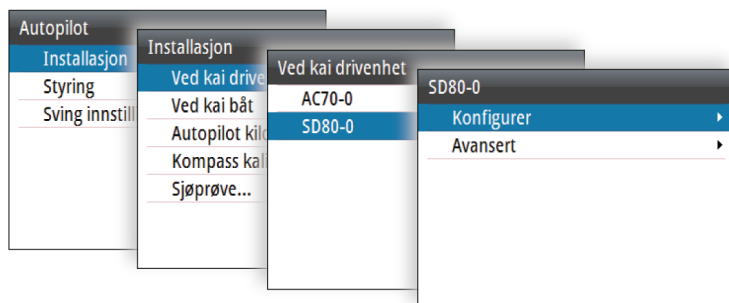 Autopilot
Installasjon
Styring
Sving innstill
Installasjon
Ved kai drive
Ved kai båt
Autopilot kild
Kompass kali
Sjøprøve...
Ved kai drivenhet
AC70-0
SD80-0
SD80-0
Konfigurer
Avansert